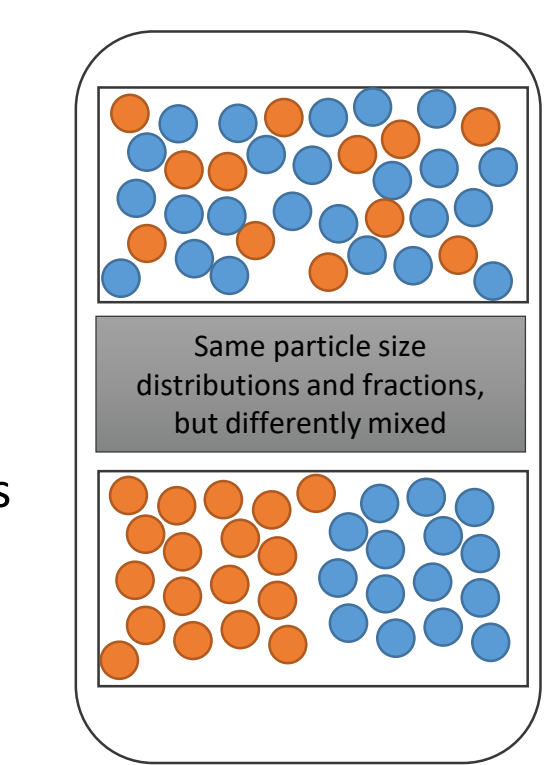 Same particle size
distributions and fractions,
but differently mixed
s